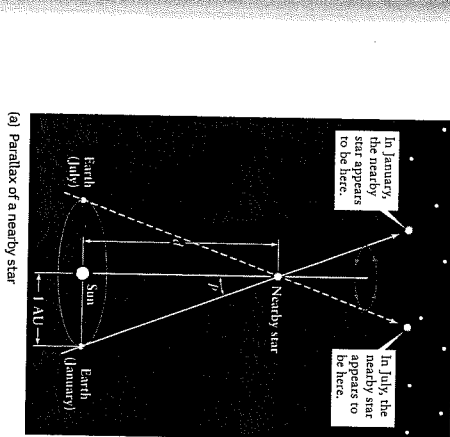 In January,
the nearby
star appears
to be here.
In July, the
nearby star
appears to
be here.
Nearby star
d
p
Earth
(July)
Sun
Earth
(January)
1 AU
(a) Parallax of a nearby star